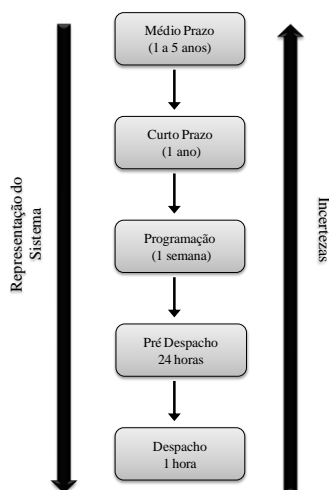 Médio Prazo
(1 a 5 anos)
Curto Prazo
(1 ano)
Programação
(1 semana)
Pré Despacho
24 horas
Despacho
1 hora
Representação do
Sistema
Incertezas